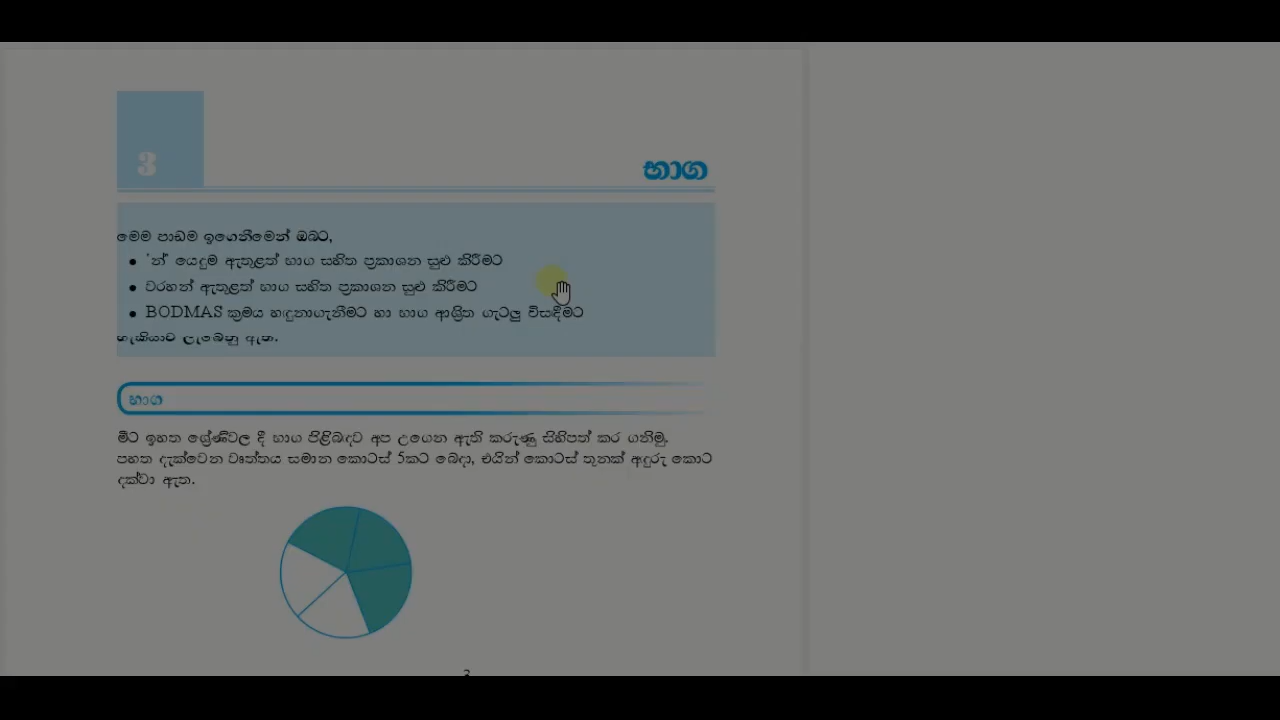 3
භාග
මෙම පාඩම ඉගෙනීමෙන් ඔබට,
● 'න්' යෙදුම ඇතුළත් භාග සහිත ප්‍රකාශන සුළු කිරීමට
● වරහන් ඇතුළත් භාග සහිත ප්‍රකාශන සුළු කිරීමට
● BODMAS ක්‍රමය හඳුනාගැනීමට හා භාග ආශ්‍රිත ගැටලු විසඳීමට
හැකියාව ලැබෙනු ඇත.
භාග
මීට ඉහත ශ්‍රේණිවල දී භාග පිළිබඳව අප උගෙන ඇති කරුණු සිහිපත් කර ගනිමු.
පහත දැක්වෙන වෘත්තය සමාන කොටස් 5කට බෙදා, එයින් කොටස් තුනක් අඳුරු කොට
දක්වා ඇත.